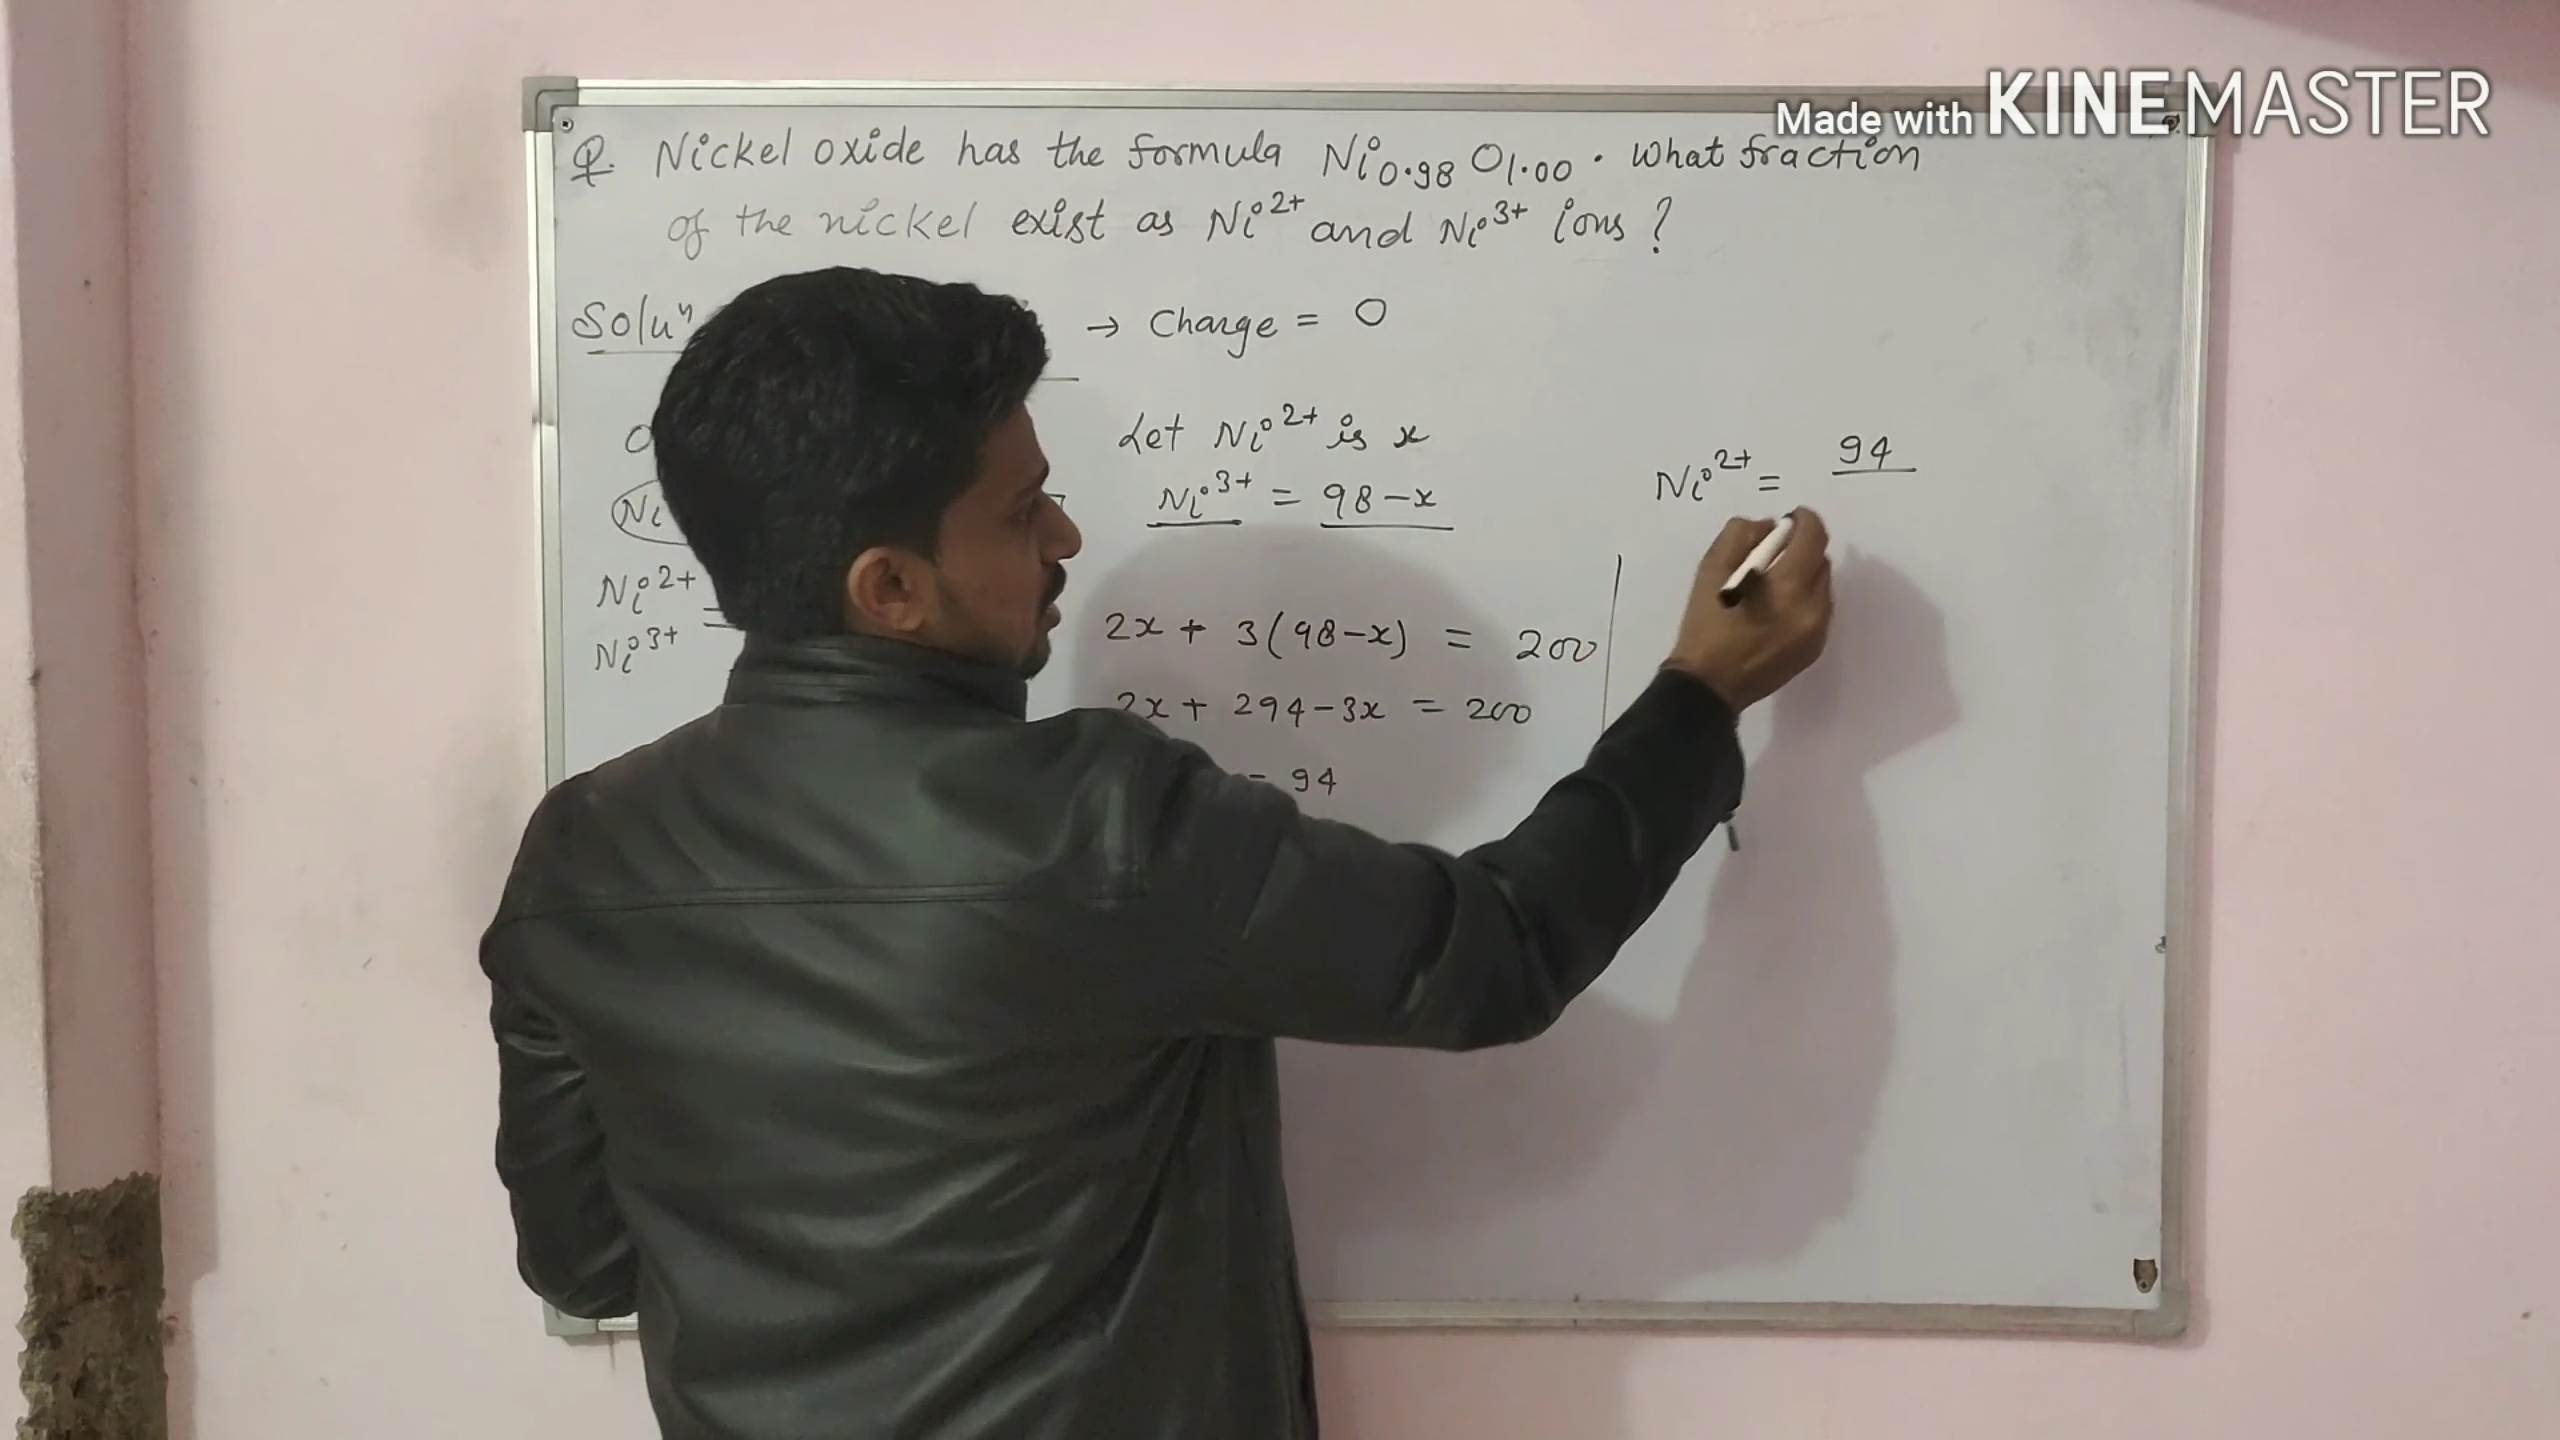 Made with KINEMASTER
Q. Nickel oxide has the formula Ni0.98 O1.00 . What fraction
of the nickel exist as Ni2+ and Ni3+ ions ?
Soluⁿ → Charge = 0
Let Ni2+ is x
Ni3+ = 98-x
Ni
Ni2+ =
Ni3+
2x + 3(98-x) = 200
2x + 294-3x = 200
= 94
Ni2+ = 94